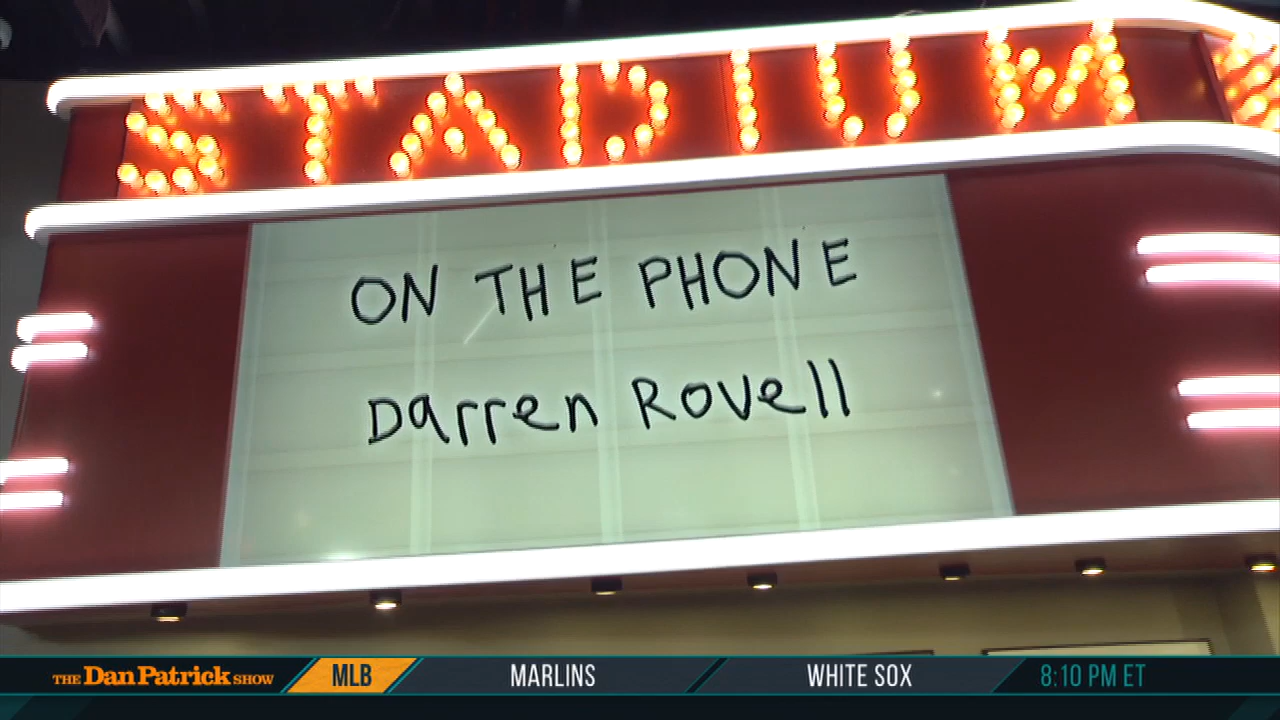 STADIUM
ON THE PHONE
Darren Rovell
THE Dan Patrick SHOW MLB MARLINS WHITE SOX 8:10 PM ET